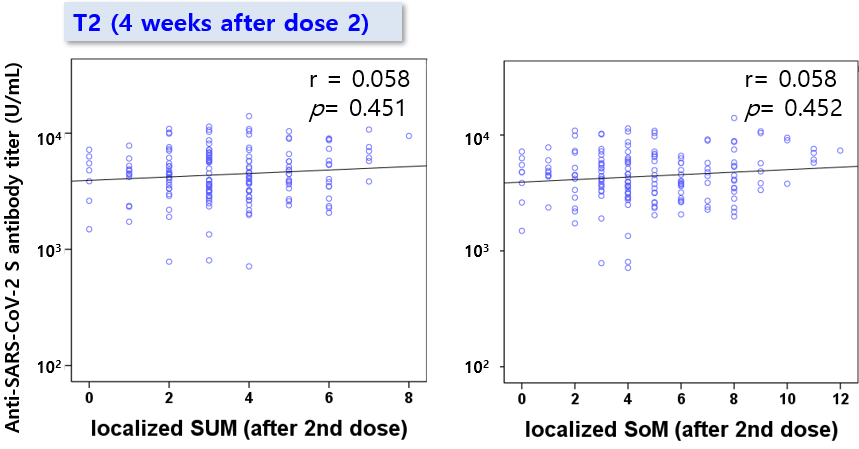 T2 (4 weeks after dose 2)
Anti-SARS-CoV-2 S antibody titer (U/mL)
r = 0.058
p= 0.451
10⁴
10³
10²
0 2 4 6 8
localized SUM (after 2nd dose)
r= 0.058
p= 0.452
10⁴
10³
10²
0 2 4 6 8 10 12
localized SoM (after 2nd dose)